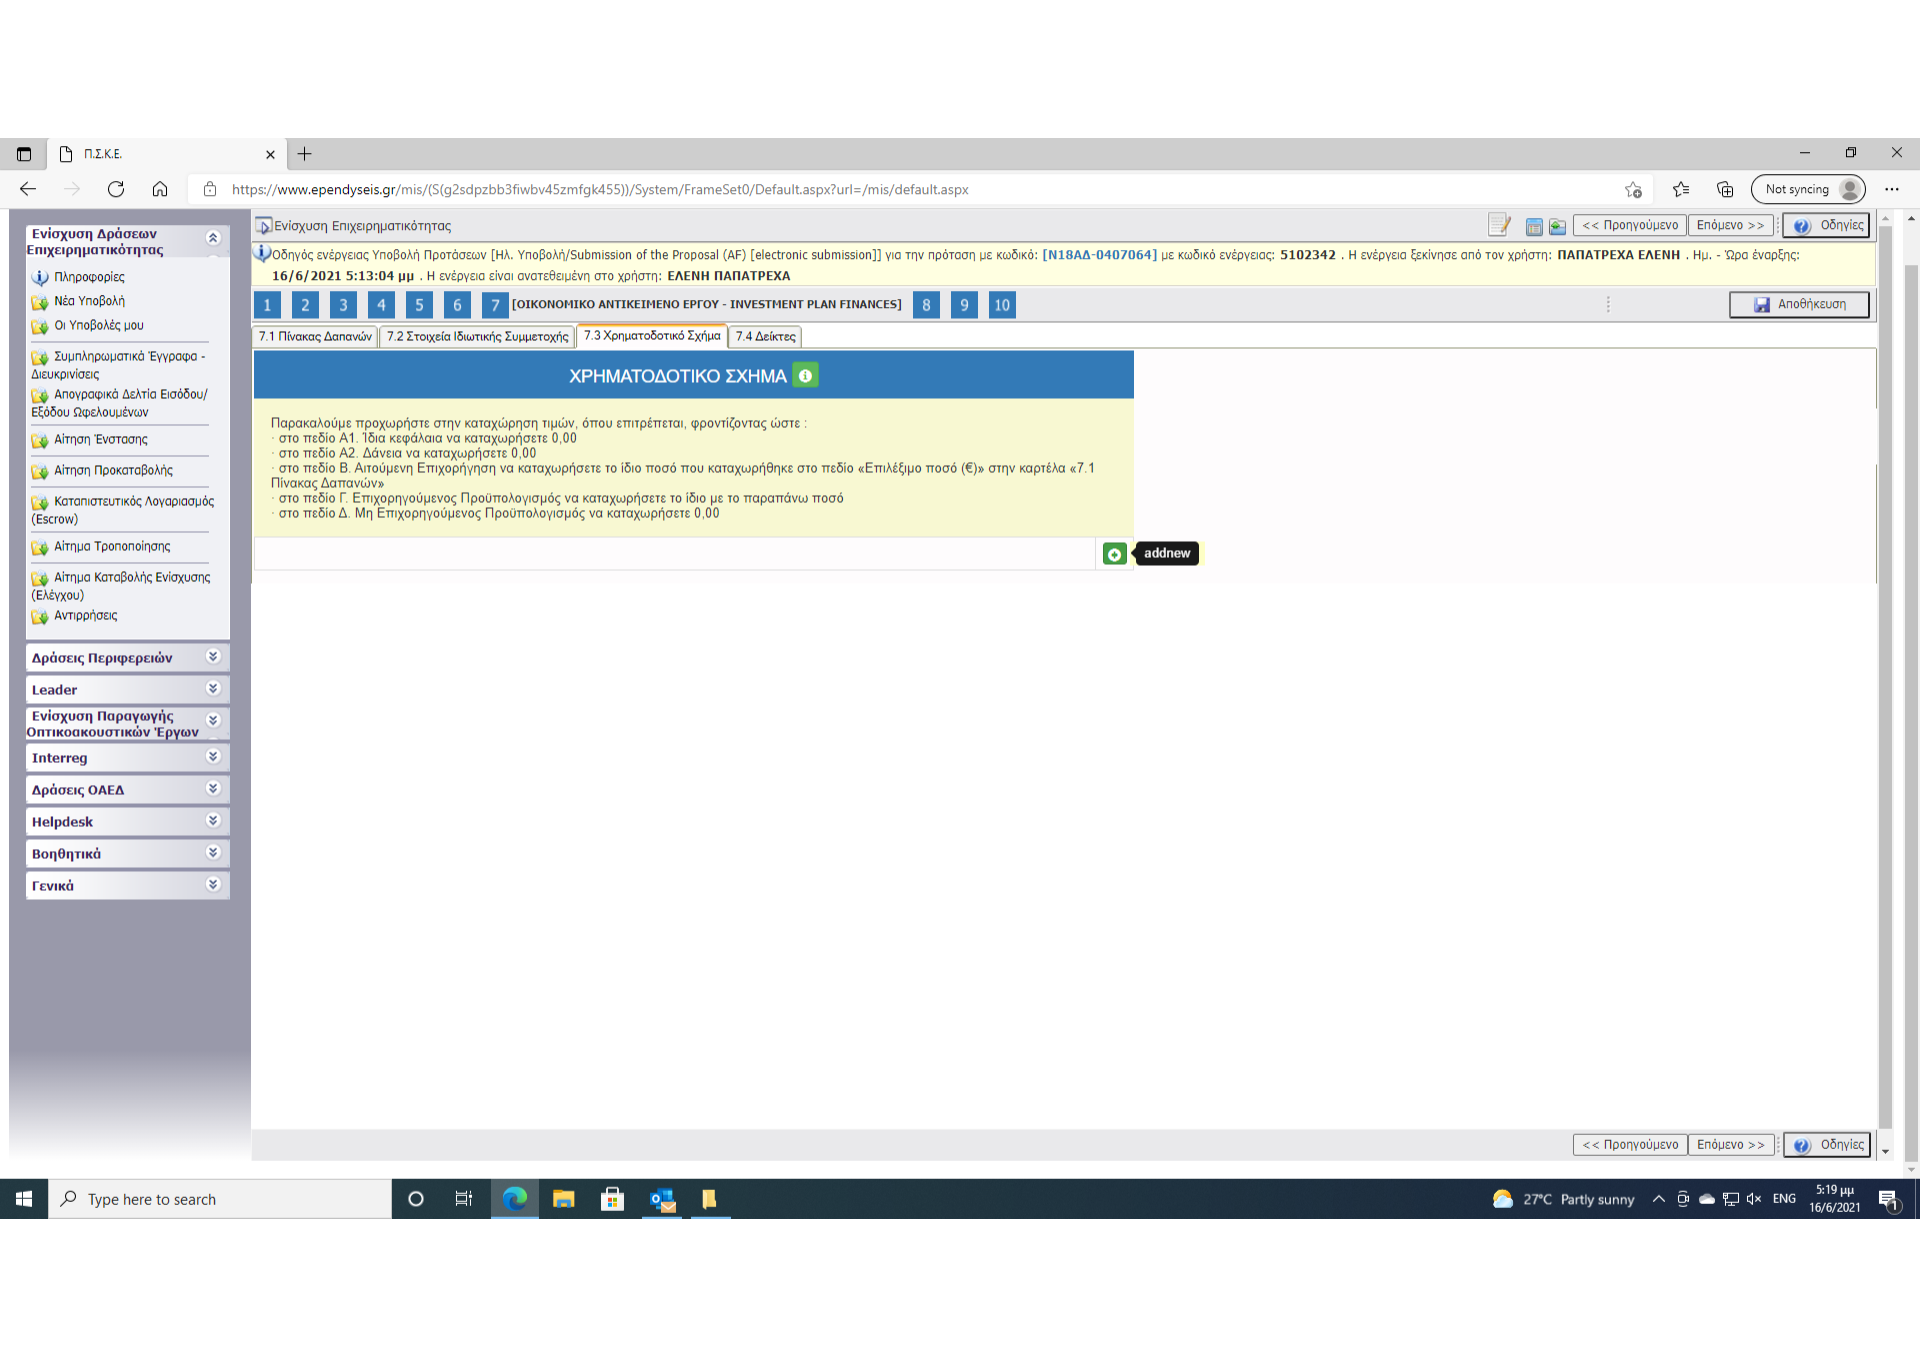 Π.Σ.Κ.Ε.
https://www.ependyseis.gr/mis/(S(g2sdpzbb3fiwbv45zmfgk455))/System/FrameSet0/Default.aspx?url=/mis/default.aspx
Not syncing
Ενίσχυση Δράσεων
Επιχειρηματικότητας
Πληροφορίες
Νέα Υποβολή
Οι Υποβολές μου
Συμπληρωματικά Έγγραφα -
Διευκρινίσεις
Απογραφικά Δελτία Εισόδου/
Εξόδου Ωφελουμένων
Αίτηση Ένστασης
Αίτηση Προκαταβολής
Καταπιστευτικός Λογαριασμός
(Escrow)
Αίτημα Τροποποίησης
Αίτημα Καταβολής Ενίσχυσης
(Ελέγχου)
Αντιρρήσεις
Δράσεις Περιφερειών
Leader
Ενίσχυση Παραγωγής
Οπτικοακουστικών Έργων
Interreg
Δράσεις ΟΑΕΔ
Helpdesk
Βοηθητικά
Γενικά
Ενίσχυση Επιχειρηματικότητας
<< Προηγούμενο
Επόμενο >>
Οδηγίες
Οδηγός ενέργειας Υποβολή Προτάσεων [Ηλ. Υποβολή/Submission of the Proposal (AF) [electronic submission]] για την πρόταση με κωδικό: [Ν18ΑΔ-0407064] με κωδικό ενέργειας: 5102342 . Η ενέργεια ξεκίνησε από τον χρήστη: ΠΑΠΑΤΡΕΧΑ ΕΛΕΝΗ . Ημ. - Ώρα έναρξης:
16/6/2021 5:13:04 μμ . Η ενέργεια είναι ανατεθειμένη στο χρήστη: ΕΛΕΝΗ ΠΑΠΑΤΡΕΧΑ
1 2 3 4 5 6 7 [ΟΙΚΟΝΟΜΙΚΟ ΑΝΤΙΚΕΙΜΕΝΟ ΕΡΓΟΥ - INVESTMENT PLAN FINANCES] 8 9 10
Αποθήκευση
7.1 Πίνακας Δαπανών
7.2 Στοιχεία Ιδιωτικής Συμμετοχής
7.3 Χρηματοδοτικό Σχήμα
7.4 Δείκτες
ΧΡΗΜΑΤΟΔΟΤΙΚΟ ΣΧΗΜΑ
Παρακαλούμε προχωρήστε στην καταχώρηση τιμών, όπου επιτρέπεται, φροντίζοντας ώστε :
· στο πεδίο Α1. Ίδια κεφάλαια να καταχωρήσετε 0,00
· στο πεδίο Α2. Δάνεια να καταχωρήσετε 0,00
· στο πεδίο Β. Αιτούμενη Επιχορήγηση να καταχωρήσετε το ίδιο ποσό που καταχωρήθηκε στο πεδίο «Επιλέξιμο ποσό (€)» στην καρτέλα «7.1
Πίνακας Δαπανών»
· στο πεδίο Γ. Επιχορηγούμενος Προϋπολογισμός να καταχωρήσετε το ίδιο με το παραπάνω ποσό
· στο πεδίο Δ. Μη Επιχορηγούμενος Προϋπολογισμός να καταχωρήσετε 0,00
addnew
<< Προηγούμενο
Επόμενο >>
Οδηγίες
Type here to search
27°C Partly sunny
ENG
5:19 μμ
16/6/2021
1